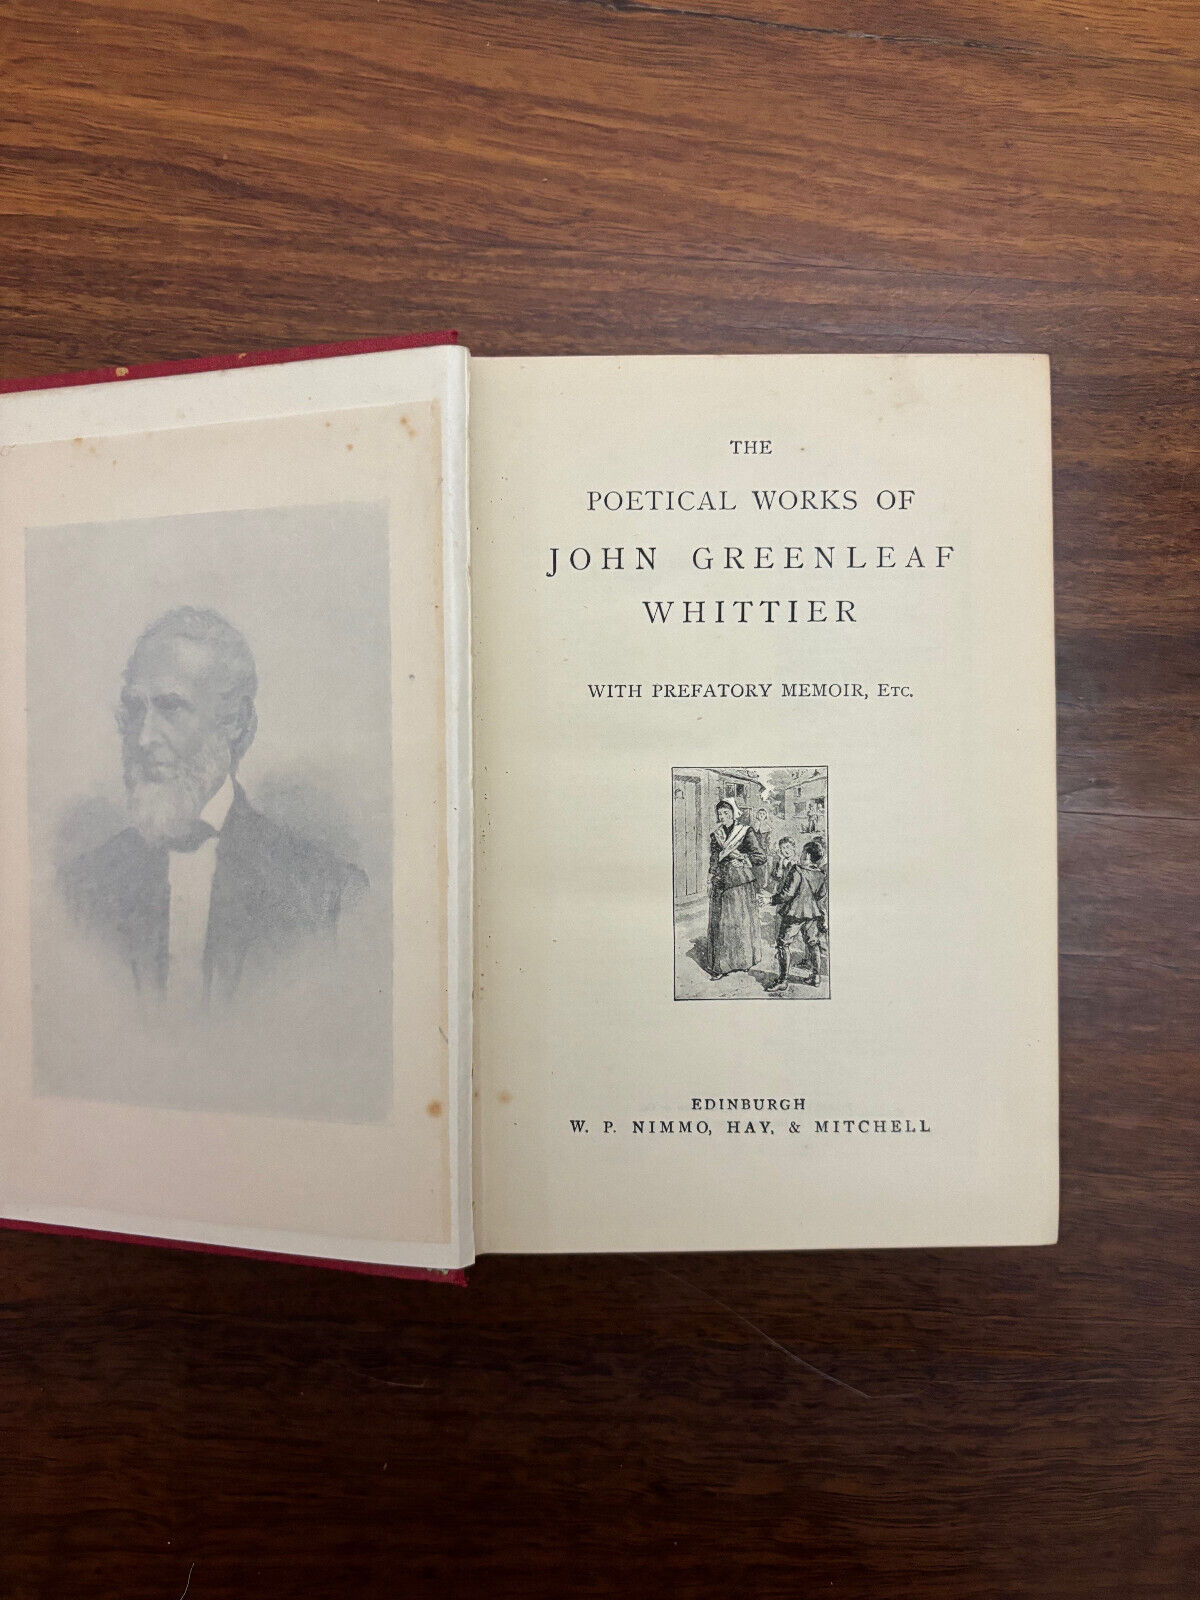 THE
POETICAL WORKS OF
JOHN GREENLEAF
WHITTIER
WITH PREFATORY MEMOIR, ETC.
EDINBURGH
W. P. NIMMO, HAY, & MITCHELL